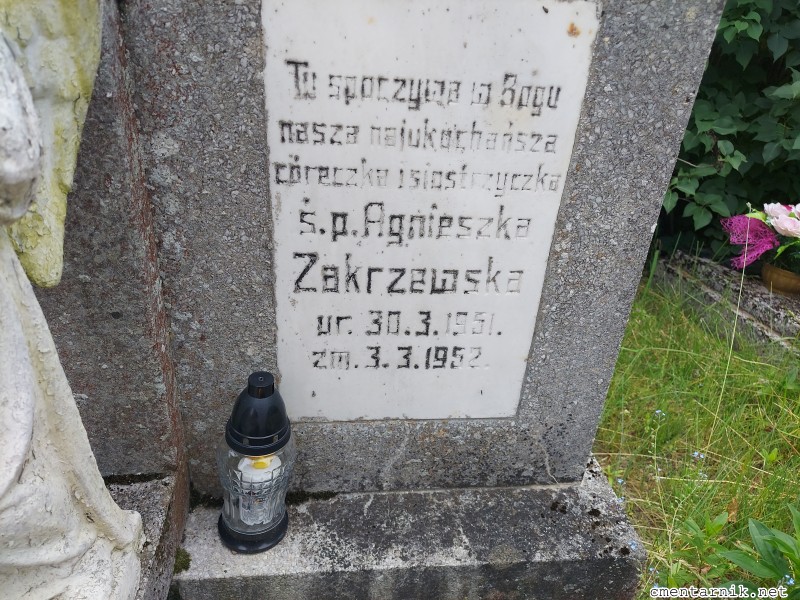 Tu spoczywa w Bogu
nasza najukochańsza
córeczka i siostrzyczka
ś.p. Agnieszka
Zakrzewska
ur. 30.3.1951.
zm. 3.3.1952.
cmentarnik.net